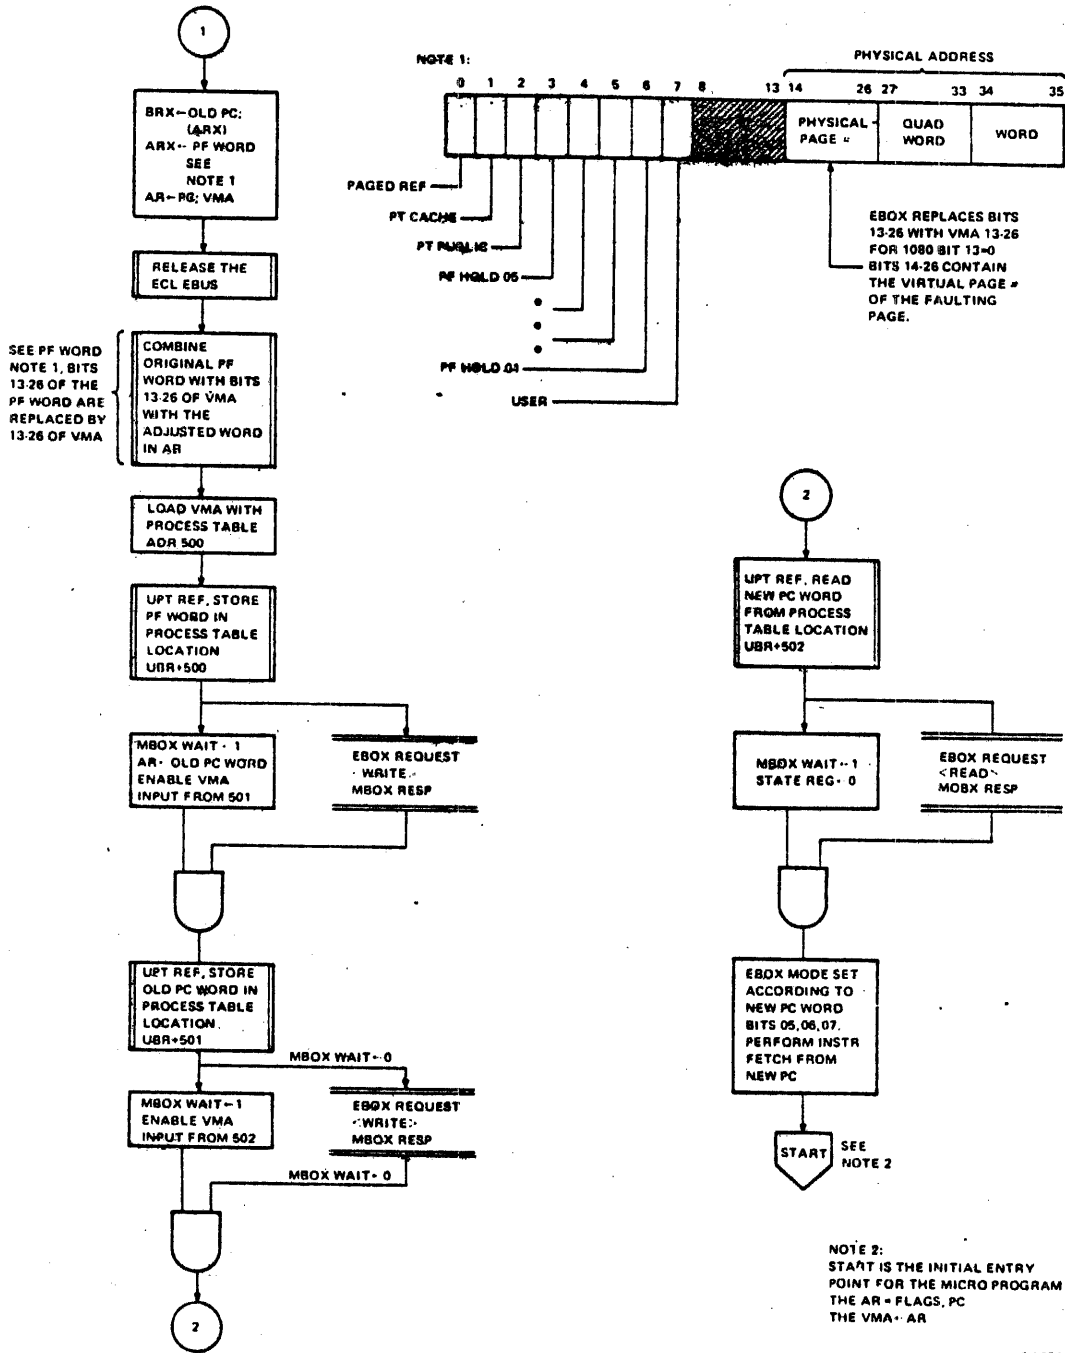 1
BRX←OLD PC;
(ARX)
ARX← PF WORD
SEE
NOTE 1
AR←PC; VMA
RELEASE THE
ECL EBUS
SEE PF WORD
NOTE 1, BITS
13-26 OF THE
PF WORD ARE
REPLACED BY
13-26 OF VMA
COMBINE
ORIGINAL PF
WORD WITH BITS
13-26 OF VMA
WITH THE
ADJUSTED WORD
IN AR
LOAD VMA WITH
PROCESS TABLE
ADR 500
UPT REF, STORE
PF WORD IN
PROCESS TABLE
LOCATION
UBR+500
MBOX WAIT←1
AR← OLD PC WORD
ENABLE VMA
INPUT FROM 501
EBOX REQUEST
<WRITE>
MBOX RESP
UPT REF, STORE
OLD PC WORD IN
PROCESS TABLE
LOCATION
UBR+501
MBOX WAIT←0
MBOX WAIT←1
ENABLE VMA
INPUT FROM 502
EBOX REQUEST
<WRITE>
MBOX RESP
MBOX WAIT←0
2
NOTE 1:
PHYSICAL ADDRESS
0 1 2 3 4 5 6 7 8 13 14 26 27 33 34 35
PHYSICAL
PAGE #
QUAD
WORD
WORD
PAGED REF
PT CACHE
PT PUBLIC
PF HOLD 05
PF HOLD 01
USER
EBOX REPLACES BITS
13-26 WITH VMA 13-26
FOR 1080 BIT 13=0
BITS 14-26 CONTAIN
THE VIRTUAL PAGE #
OF THE FAULTING
PAGE.
2
UPT REF, READ
NEW PC WORD
FROM PROCESS
TABLE LOCATION
UBR+502
MBOX WAIT←1
STATE REG←0
EBOX REQUEST
<READ>
MOBX RESP
EBOX MODE SET
ACCORDING TO
NEW PC WORD
BITS 05,06,07.
PERFORM INSTR
FETCH FROM
NEW PC
START
SEE
NOTE 2
NOTE 2:
START IS THE INITIAL ENTRY
POINT FOR THE MICRO PROGRAM
THE AR = FLAGS, PC
THE VMA← AR